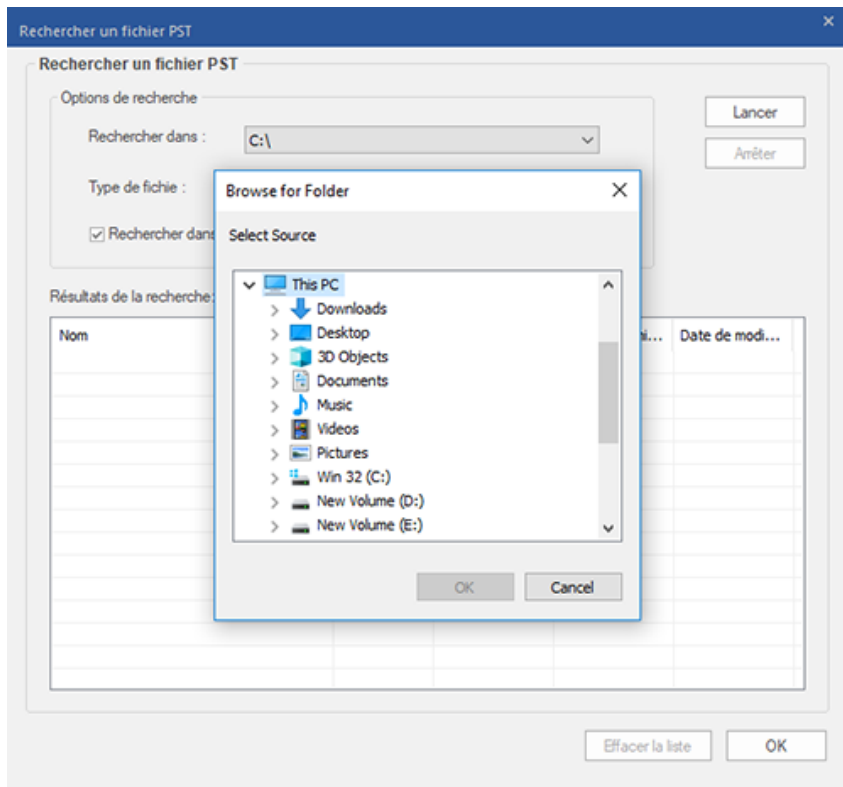 Rechercher un fichier PST
Rechercher un fichier PST
Options de recherche
Lancer
Rechercher dans :
C:\
Arrêter
Type de fichie :
Browse for Folder
Rechercher dans
Select Source
This PC
Résultats de la recherche:
Downloads
Desktop
3D Objects
Documents
Music
Videos
Pictures
Win 32 (C:)
New Volume (D:)
New Volume (E:)
Nom
Date de modi...
OK
Cancel
Effacer la liste
OK